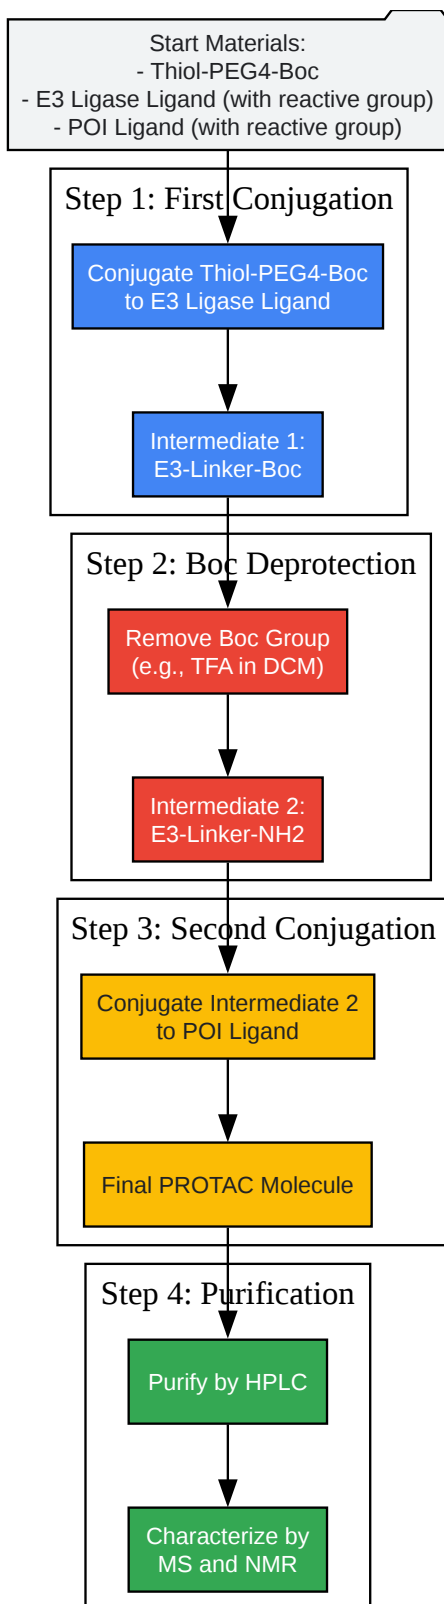 Start Materials:
- Thiol-PEG4-Boc
- E3 Ligase Ligand (with reactive group)
- POI Ligand (with reactive group)
Step 1: First Conjugation
Conjugate Thiol-PEG4-Boc
to E3 Ligase Ligand
Intermediate 1:
E3-Linker-Boc
Step 2: Boc Deprotection
Remove Boc Group
(e.g., TFA in DCM)
Intermediate 2:
E3-Linker-NH2
Step 3: Second Conjugation
Conjugate Intermediate 2
to POI Ligand
Final PROTAC Molecule
Step 4: Purification
Purify by HPLC
Characterize by
MS and NMR